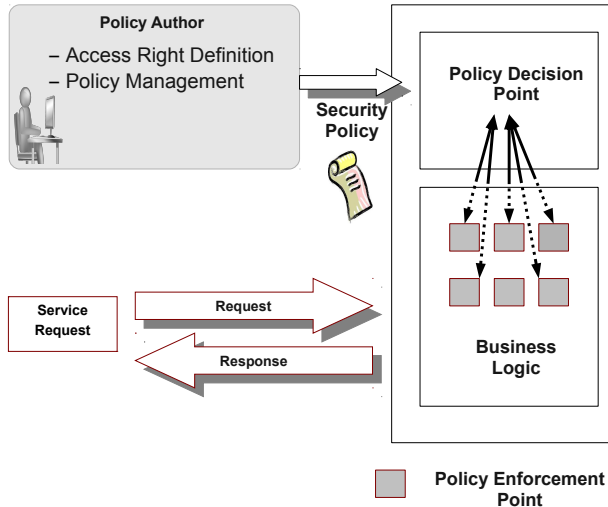 Policy Author
– Access Right Definition
– Policy Management
Security
Policy
Policy Decision
Point
Service
Request
Request
Response
Business
Logic
Policy Enforcement
Point